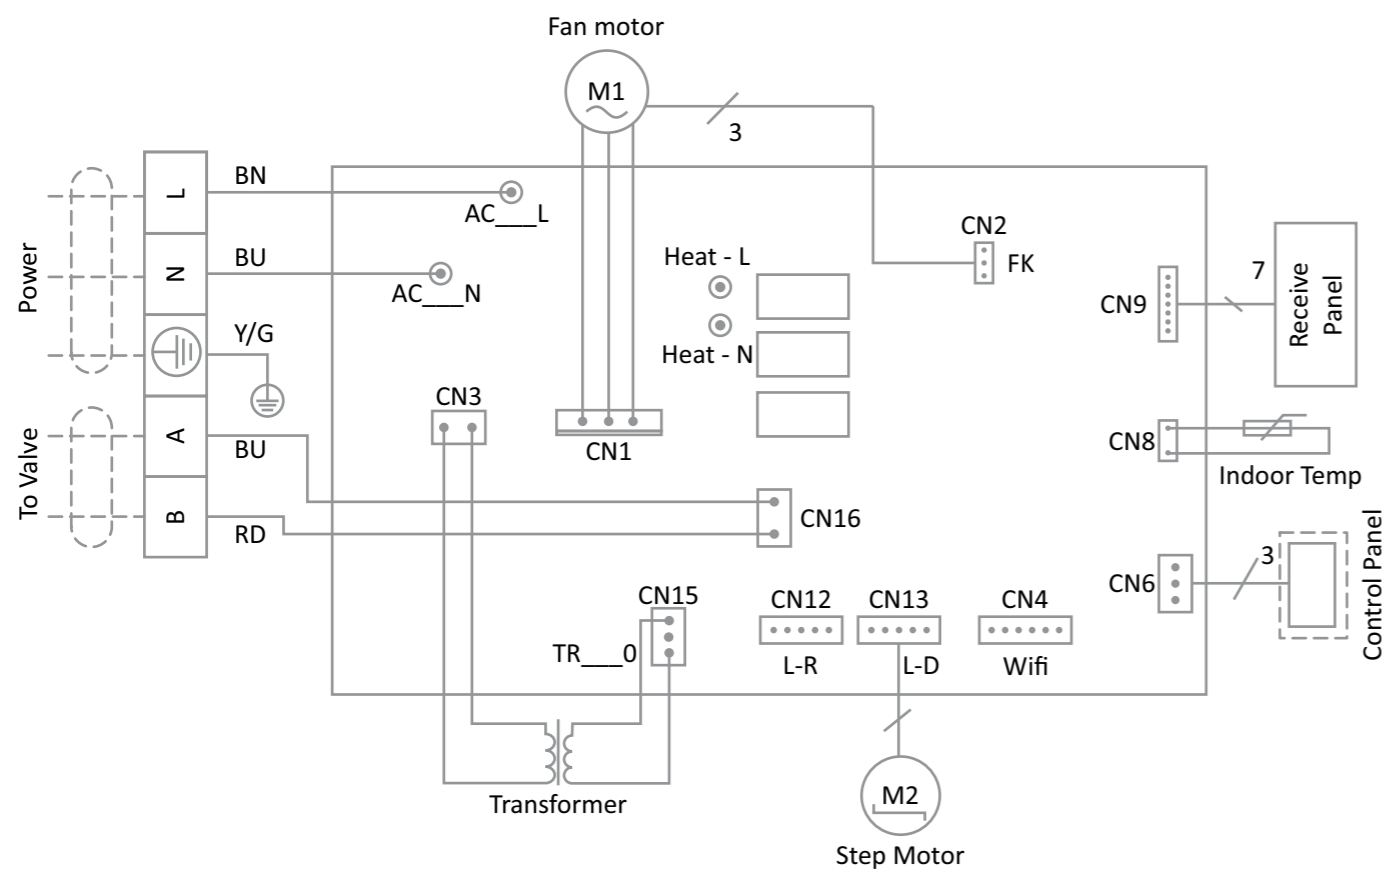 Fan motor
M1
3
BN
L
AC___L
CN2
FK
BU
N
AC___N
Heat - L
Heat - N
Power
Y/G
7
CN9
Receive
Panel
CN3
CN1
A
BU
CN8
Indoor Temp
To Valve
B
RD
CN16
CN6
3
Control Panel
CN15
TR___0
CN12
L-R
CN13
L-D
CN4
Wifi
Transformer
M2
Step Motor